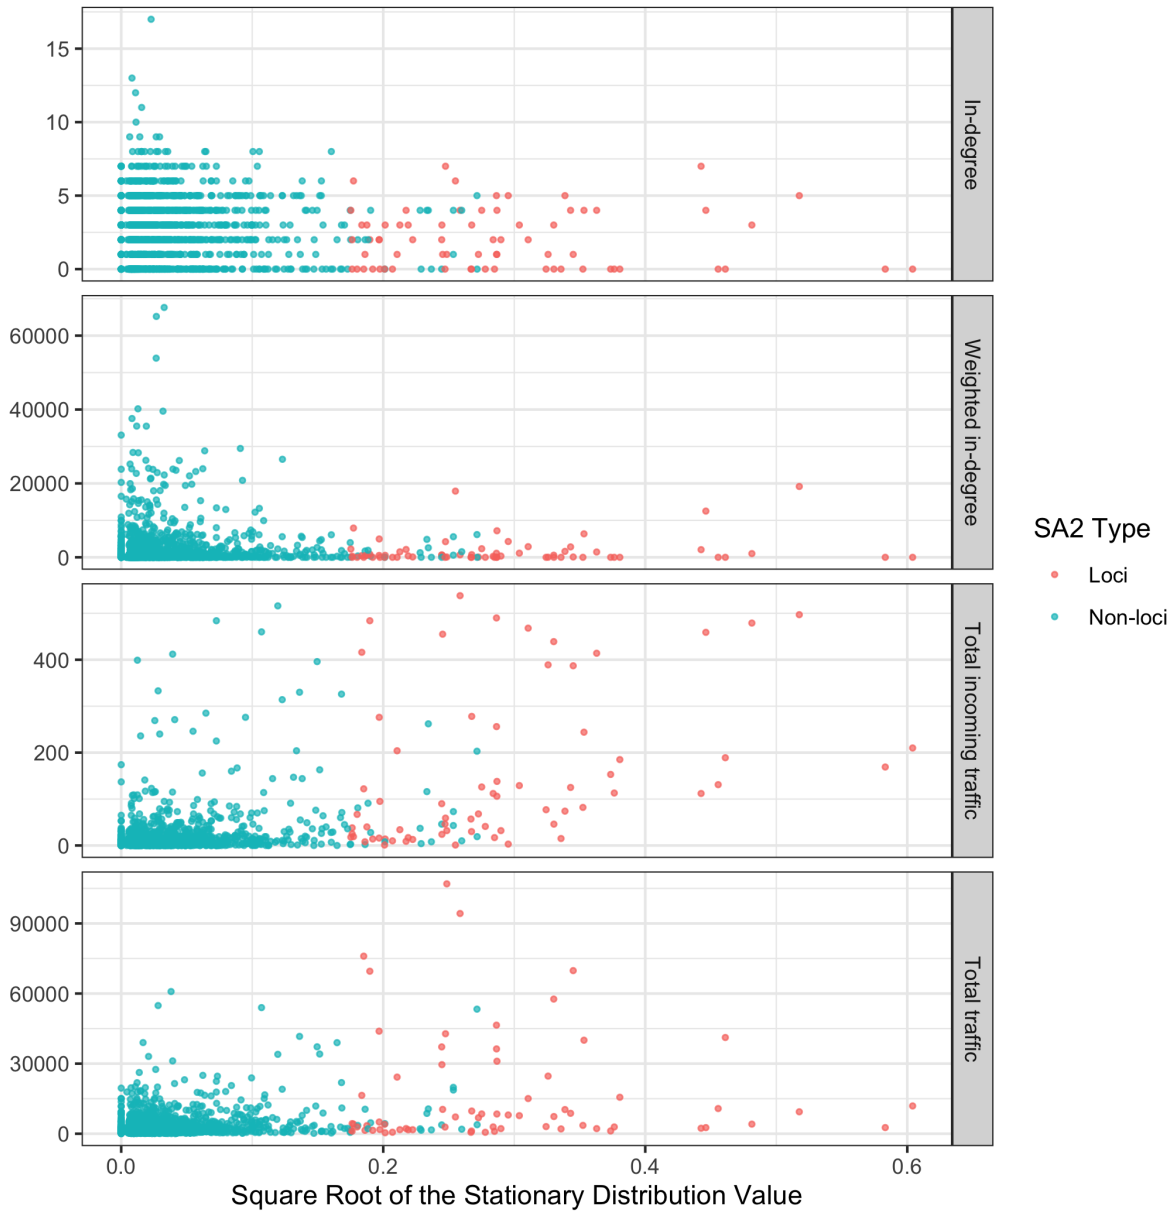 15
10
5
0
In-degree
60000
40000
20000
0
Weighted in-degree
400
200
0
Total incoming traffic
90000
60000
30000
0
Total traffic
0.0 0.2 0.4 0.6
Square Root of the Stationary Distribution Value
SA2 Type
Loci
Non-loci